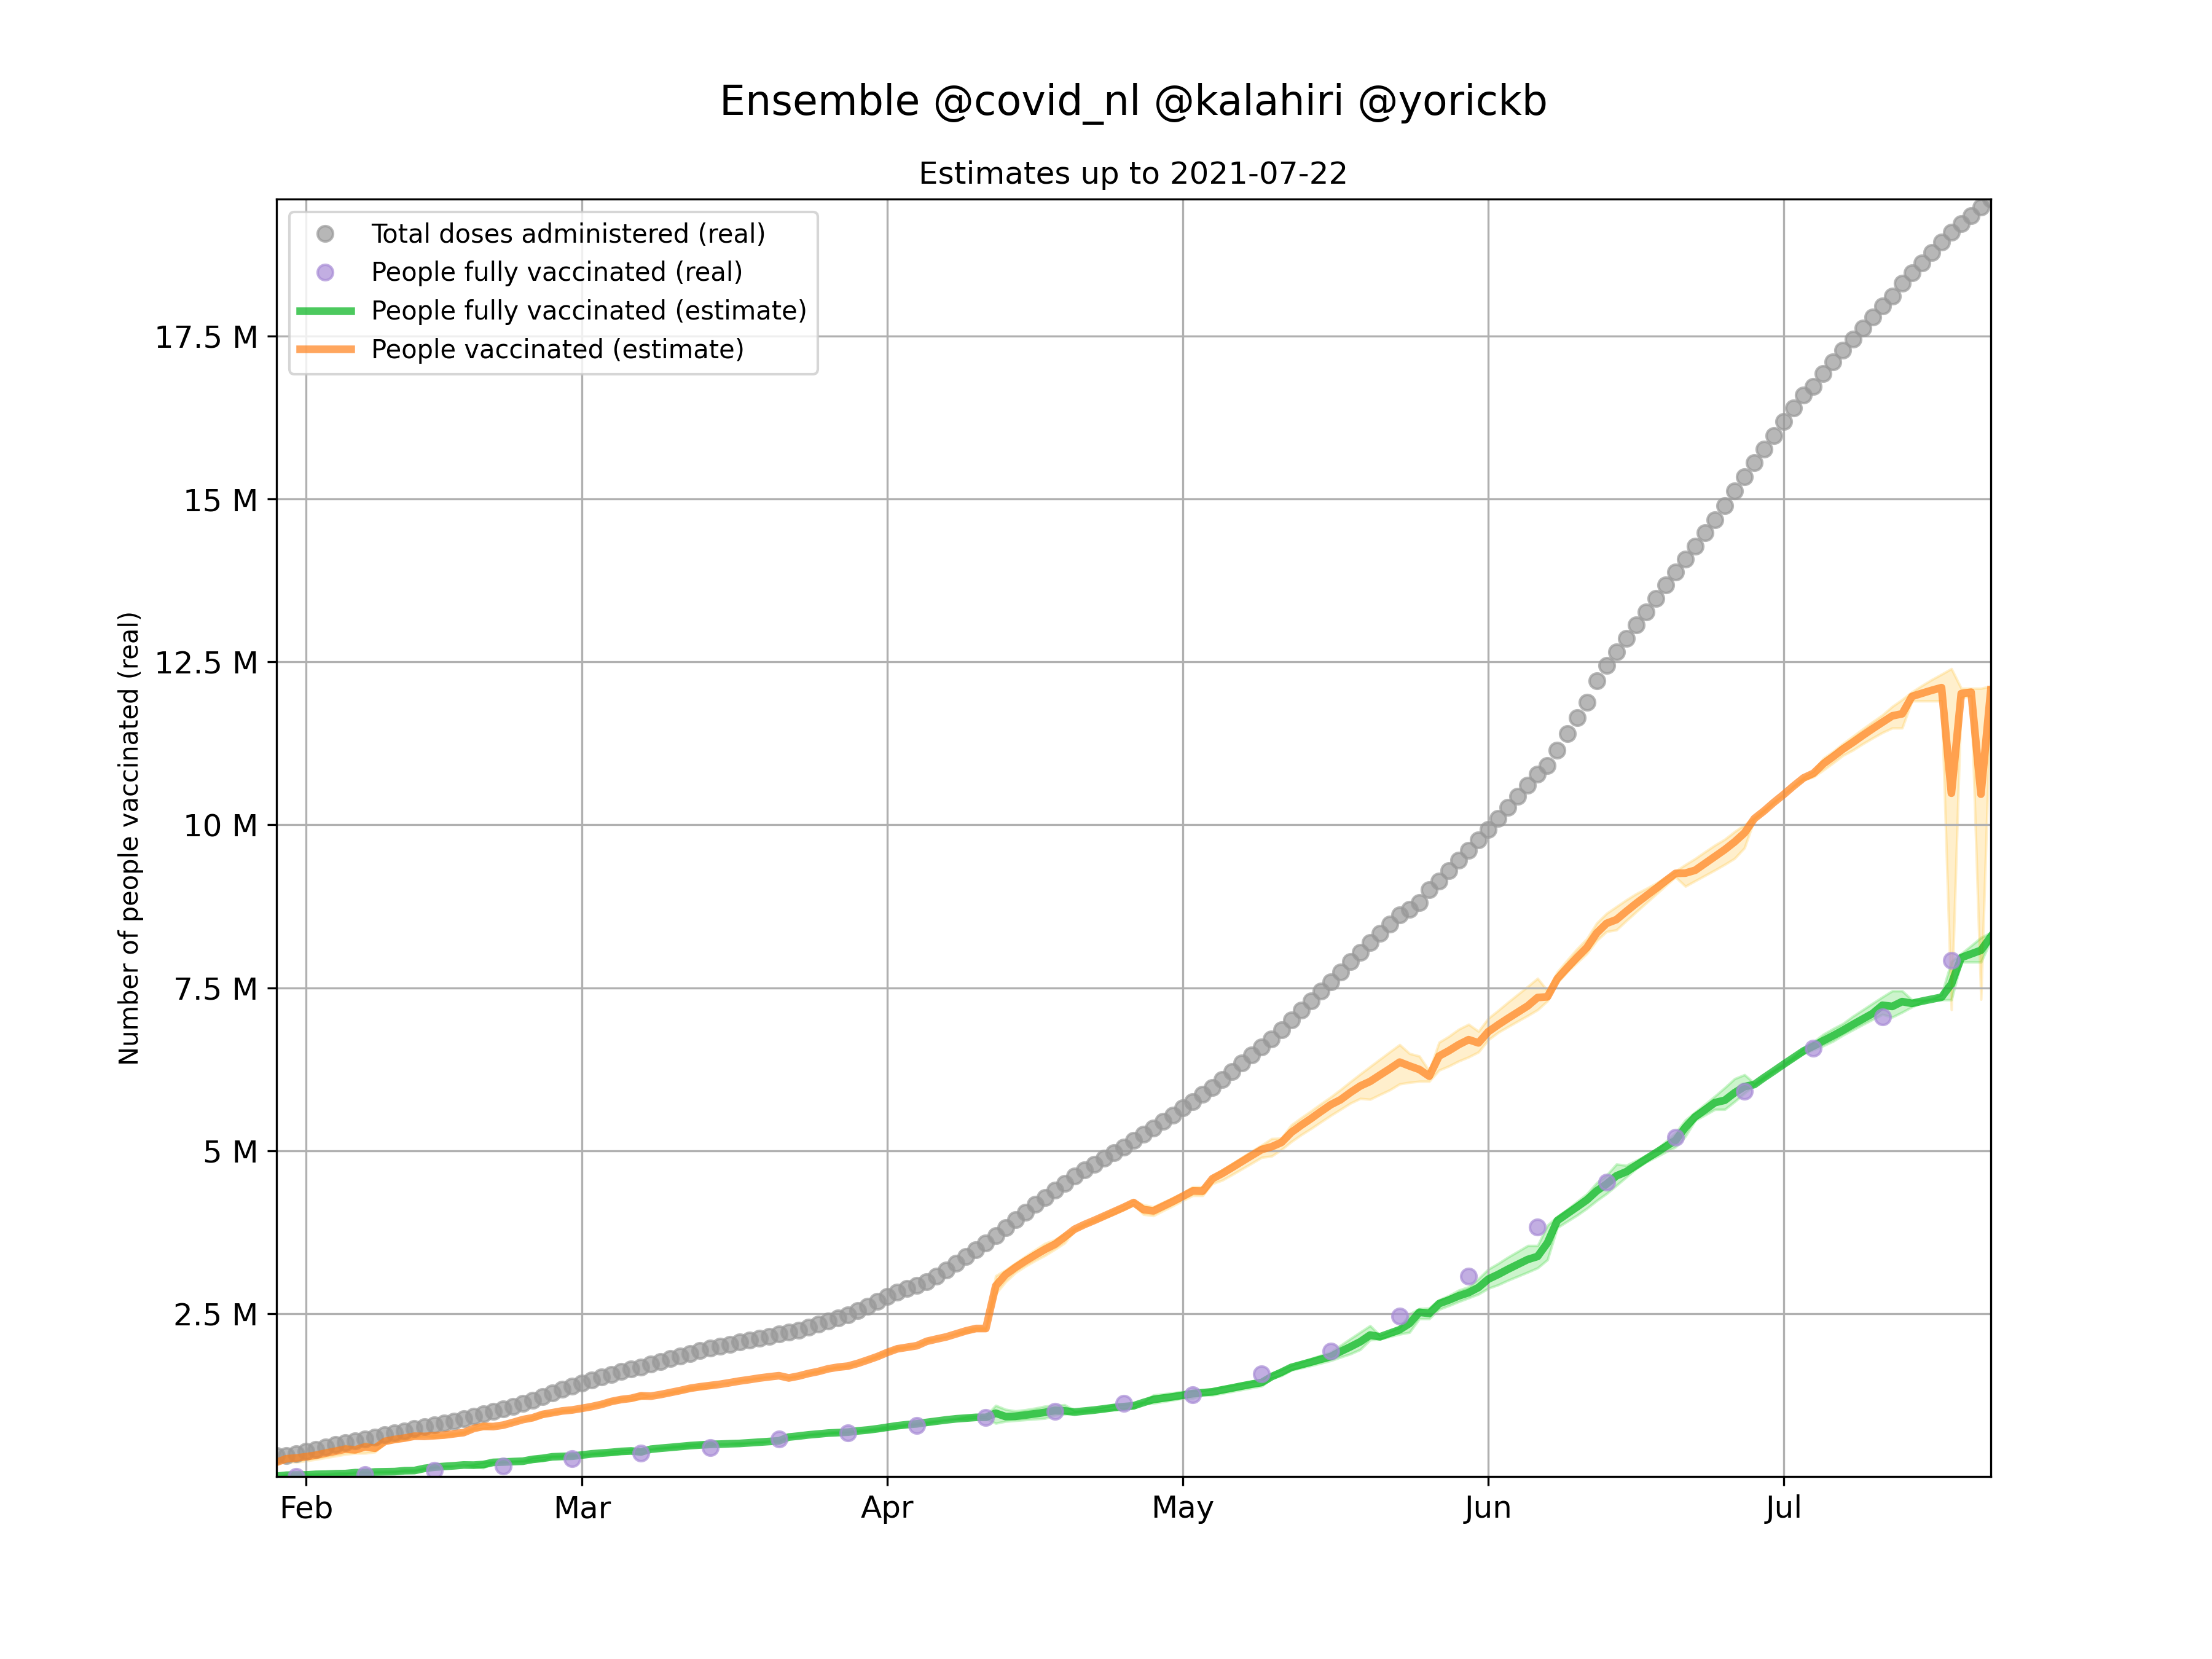 Ensemble @covid_nl @kalahiri @yorickb
Estimates up to 2021-07-22
Total doses administered (real)
People fully vaccinated (real)
People fully vaccinated (estimate)
People vaccinated (estimate)
Number of people vaccinated (real)
17.5 M
15 M
12.5 M
10 M
7.5 M
5 M
2.5 M
Feb
Mar
Apr
May
Jun
Jul